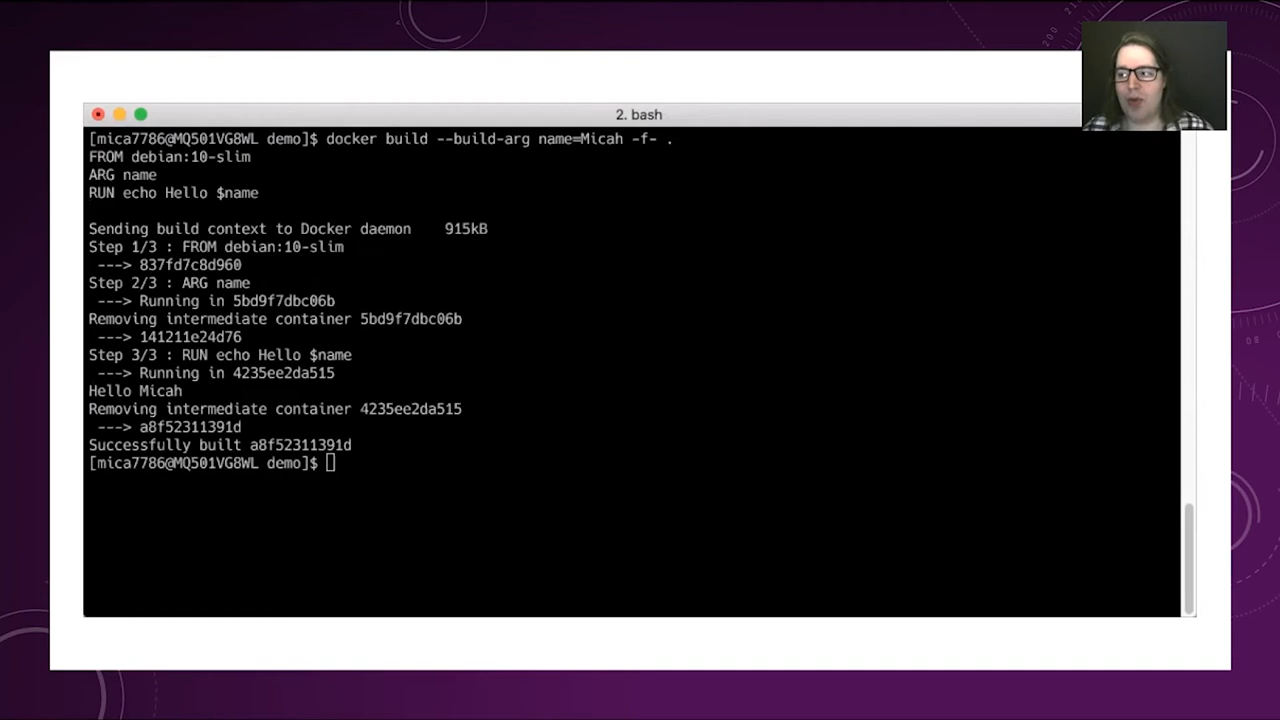 2. bash
[mica7786@MQ501VG8WL demo]$ docker build --build-arg name=Micah -f- .
FROM debian:10-slim
ARG name
RUN echo Hello $name
Sending build context to Docker daemon    915kB
Step 1/3 : FROM debian:10-slim
 ---> 837fd7c8d960
Step 2/3 : ARG name
 ---> Running in 5bd9f7dbc06b
Removing intermediate container 5bd9f7dbc06b
 ---> 141211e24d76
Step 3/3 : RUN echo Hello $name
 ---> Running in 4235ee2da515
Hello Micah
Removing intermediate container 4235ee2da515
 ---> a8f52311391d
Successfully built a8f52311391d
[mica7786@MQ501VG8WL demo]$
200
210
80